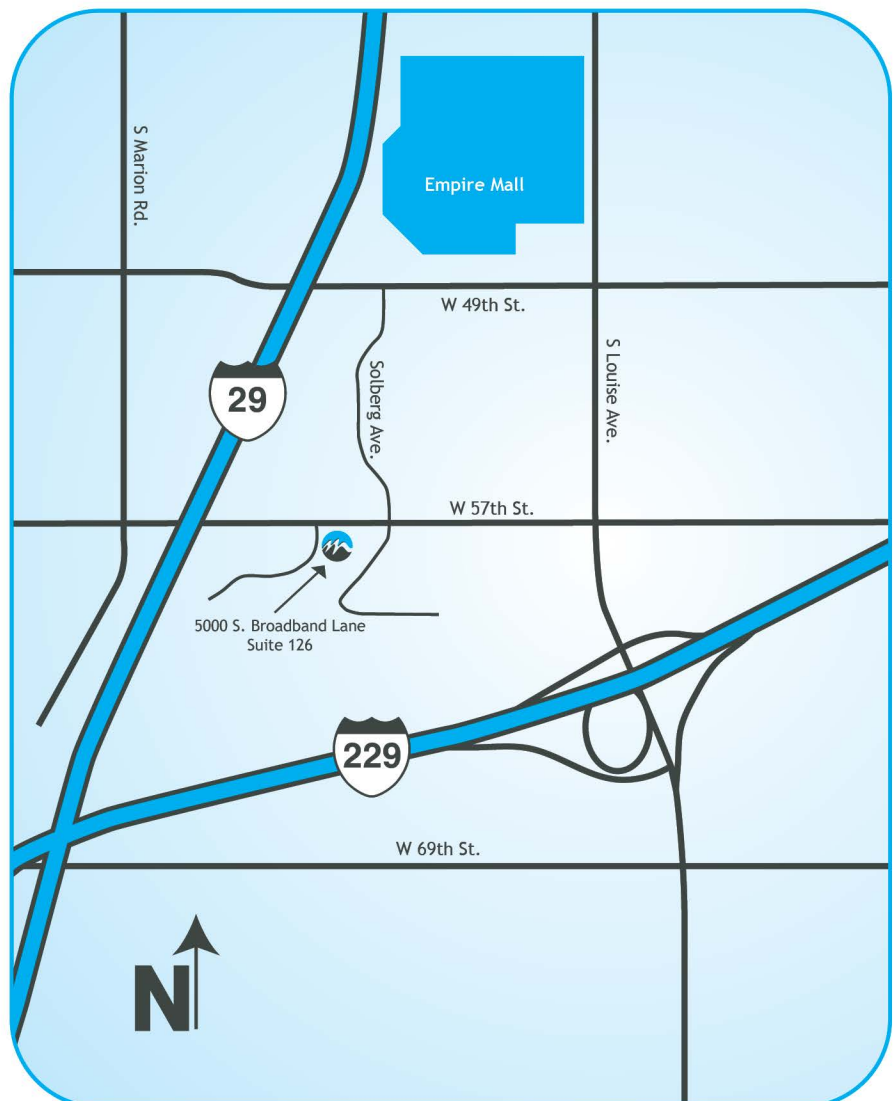 S Marion Rd.
Empire Mall
W 49th St.
29
Solberg Ave.
S Louise Ave.
W 57th St.
5000 S. Broadband Lane
Suite 126
229
W 69th St.
N